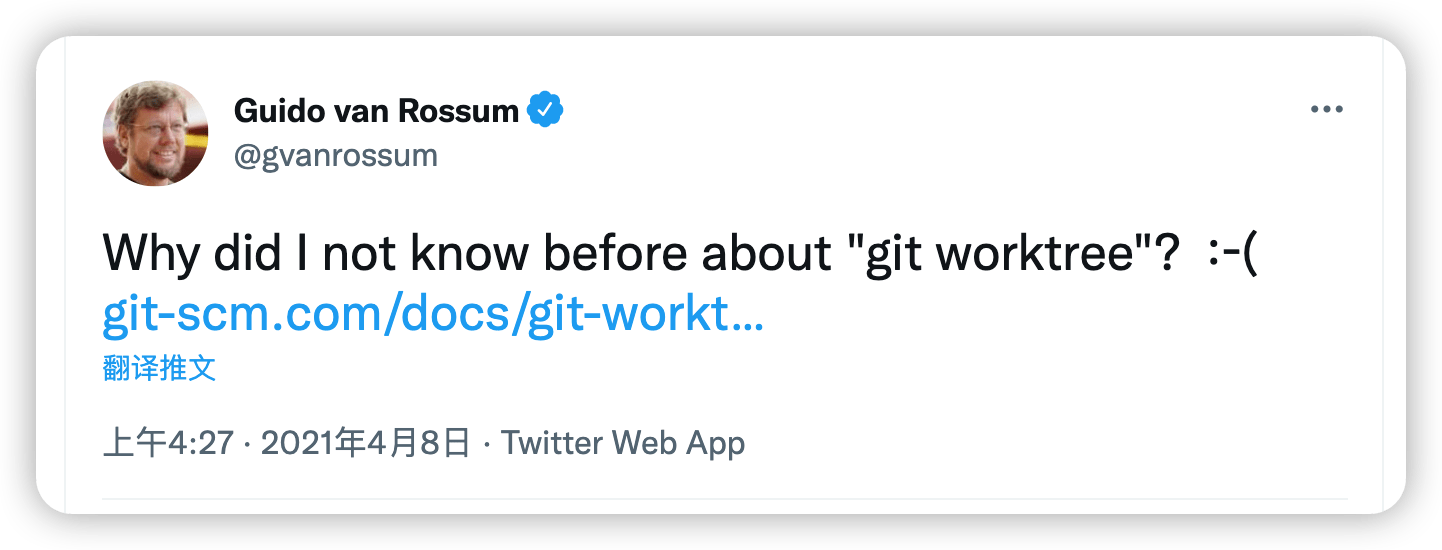 Guido van Rossum
@gvanrossum
Why did I not know before about "git worktree"?  :-(
git-scm.com/docs/git-workt…
翻译推文
上午4:27 · 2021年4月8日 · Twitter Web App